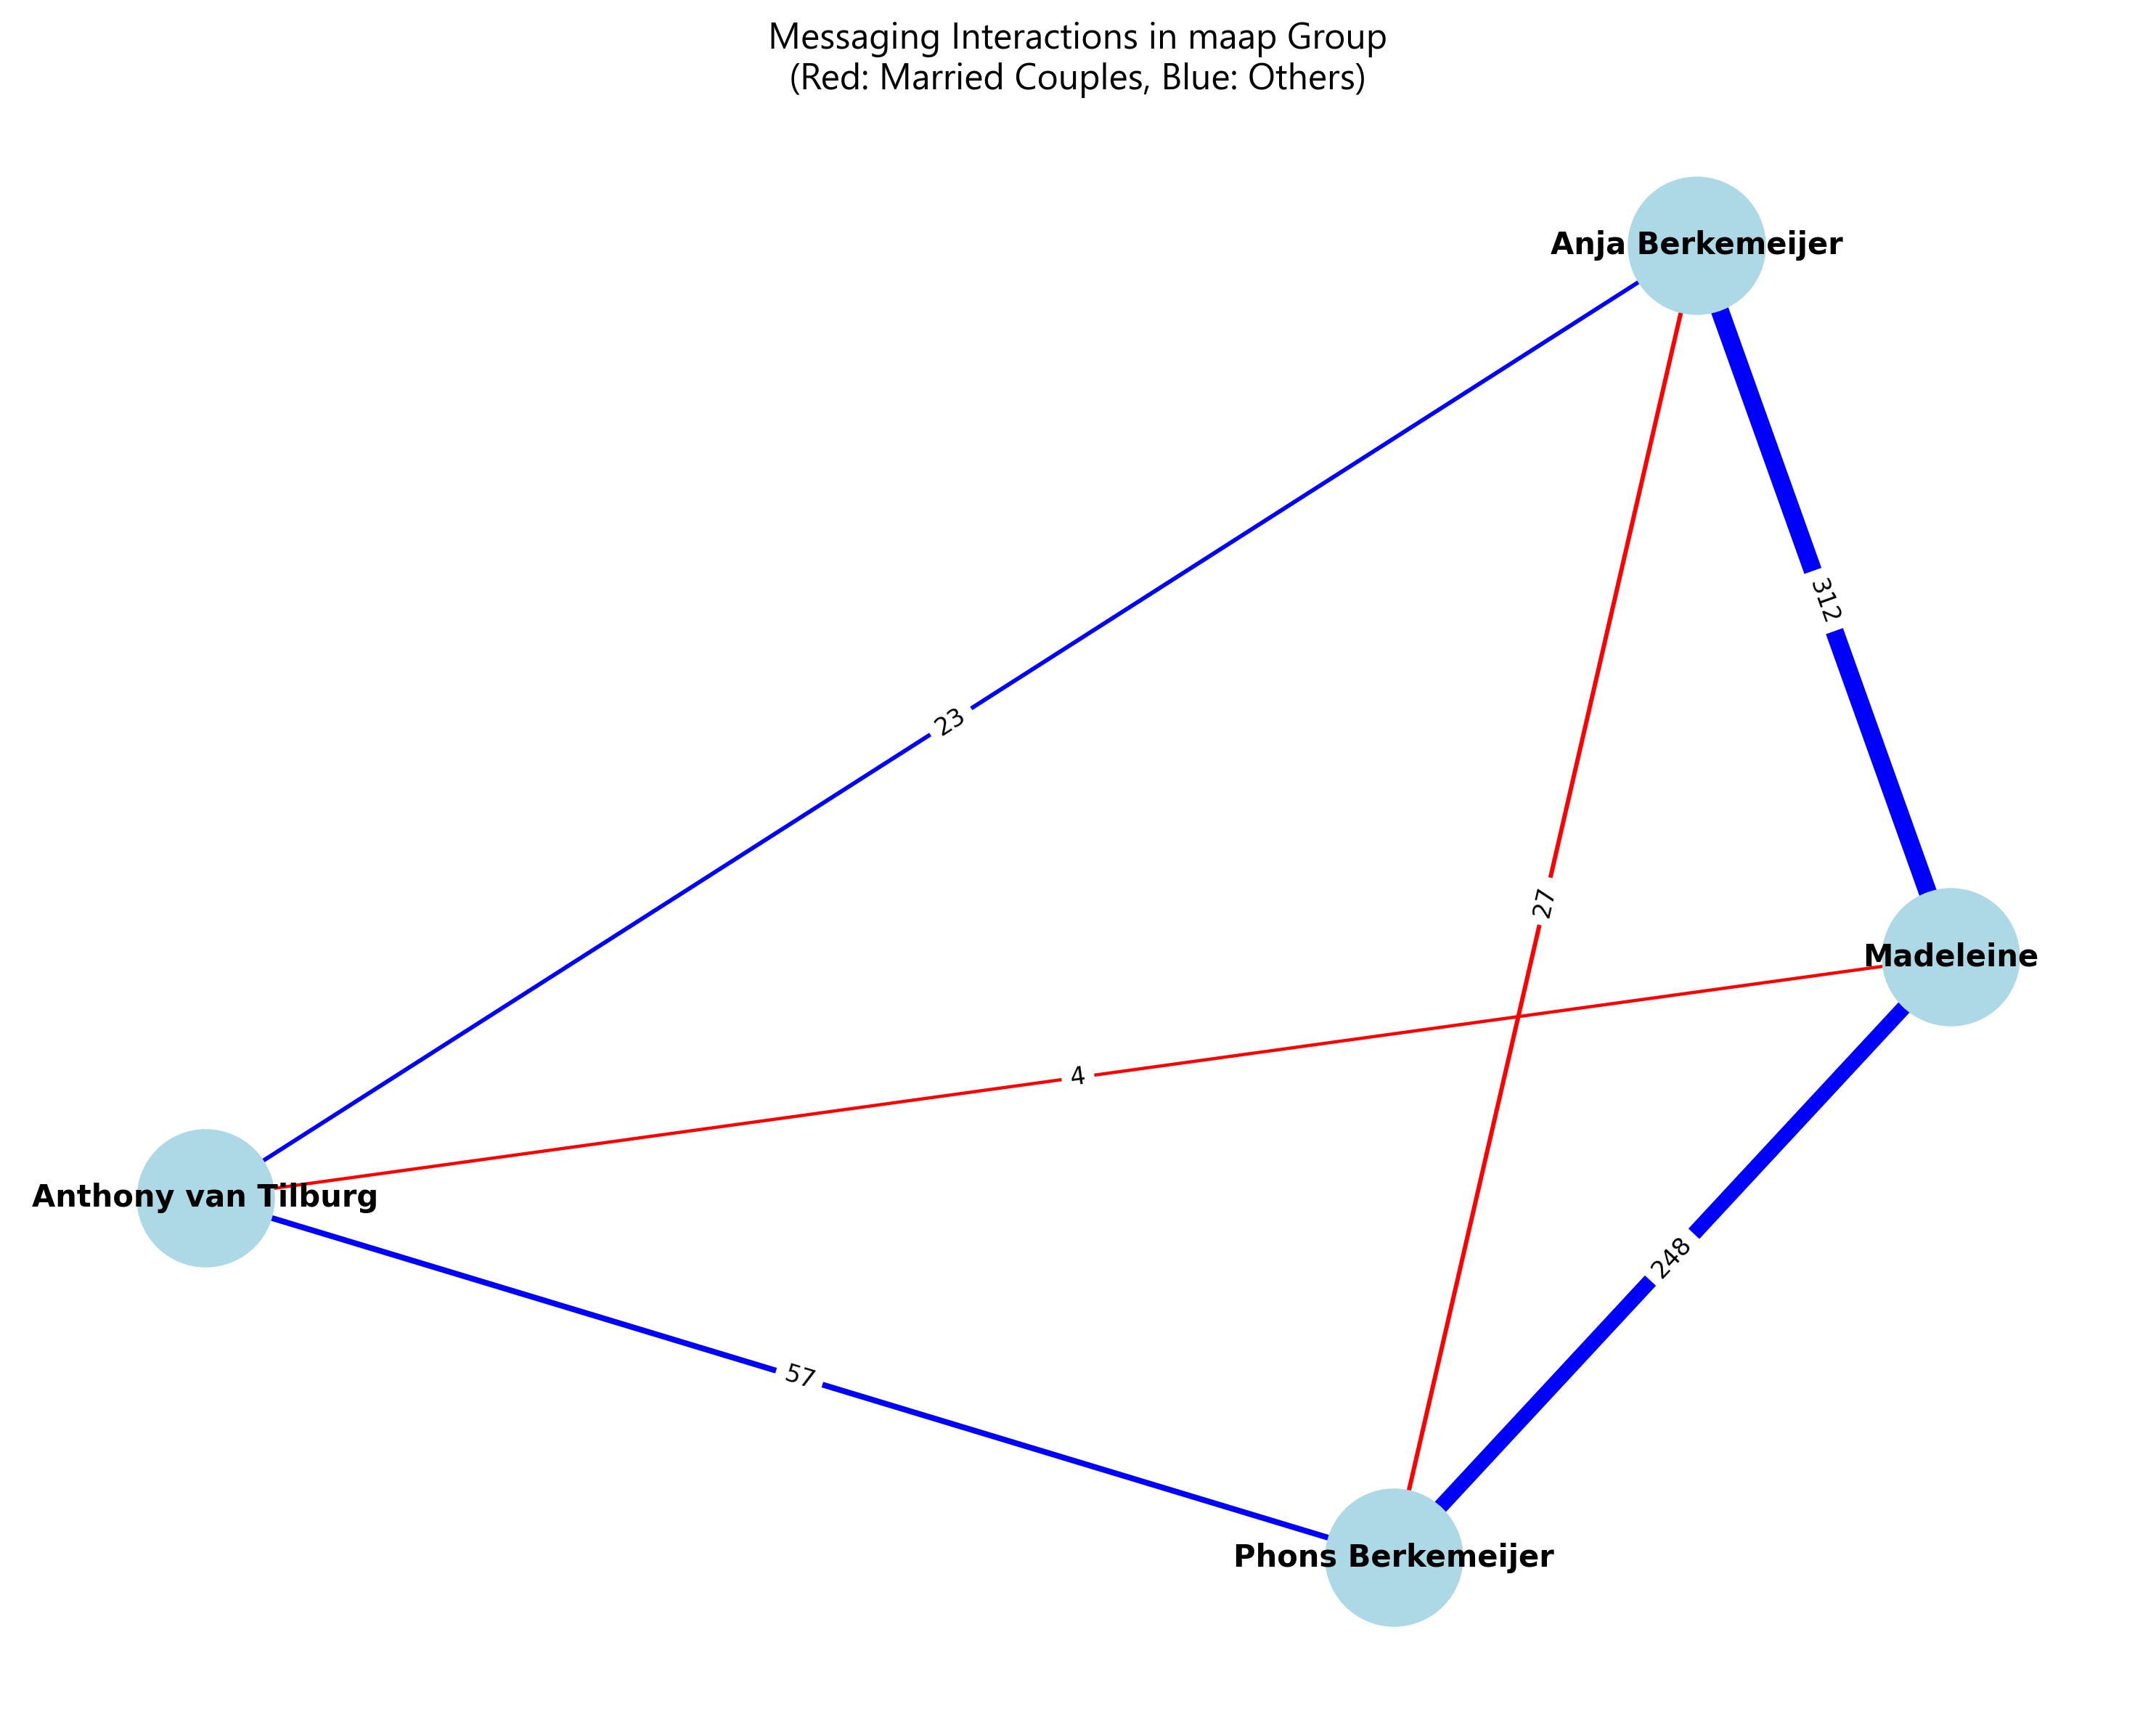 Messaging Interactions in maap Group
(Red: Married Couples, Blue: Others)
Anja Berkemeijer
312
23
27
Madeleine
4
Anthony van Tilburg
248
57
Phons Berkemeijer